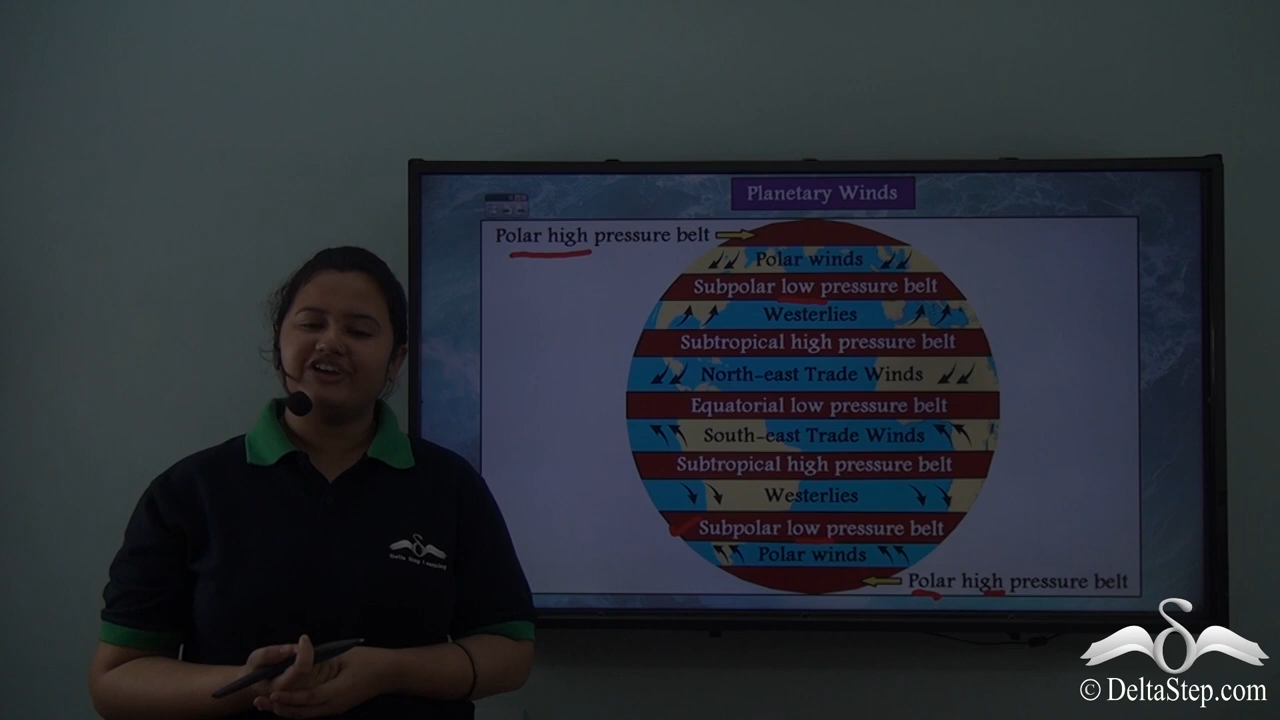 Planetary Winds
Polar high pressure belt
Polar winds
Subpolar low pressure belt
Westerlies
Subtropical high pressure belt
North-east Trade Winds
Equatorial low pressure belt
South-east Trade Winds
Subtropical high pressure belt
Westerlies
Subpolar low pressure belt
Polar winds
Polar high pressure belt
© DeltaStep.com